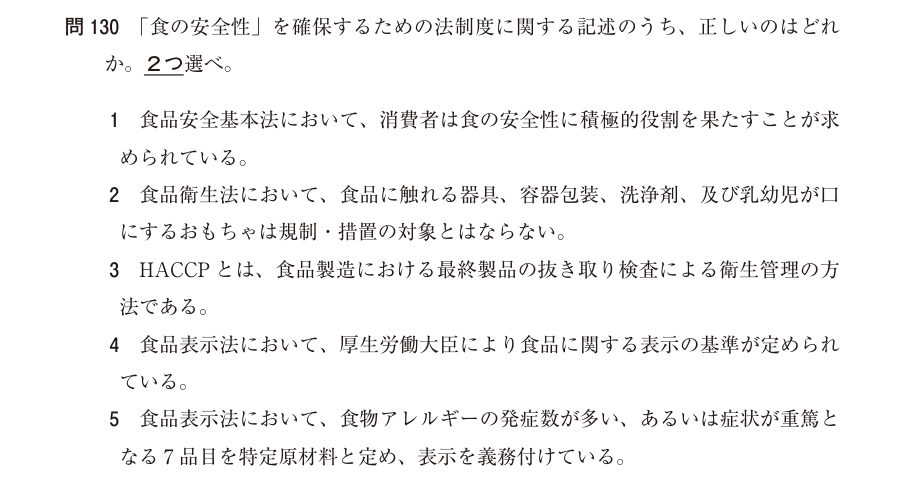 問 130 「食の安全性」を確保するための法制度に関する記述のうち、正しいのはどれ
か。２つ選べ。
1 食品安全基本法において、消費者は食の安全性に積極的役割を果たすことが求
められている。
2 食品衛生法において、食品に触れる器具、容器包装、洗浄剤、及び乳幼児が口
にするおもちゃは規制・措置の対象とはならない。
3 HACCP とは、食品製造における最終製品の抜き取り検査による衛生管理の方
法である。
4 食品表示法において、厚生労働大臣により食品に関する表示の基準が定められ
ている。
5 食品表示法において、食物アレルギーの発症数が多い、あるいは症状が重篤と
なる７品目を特定原材料と定め、表示を義務付けている。